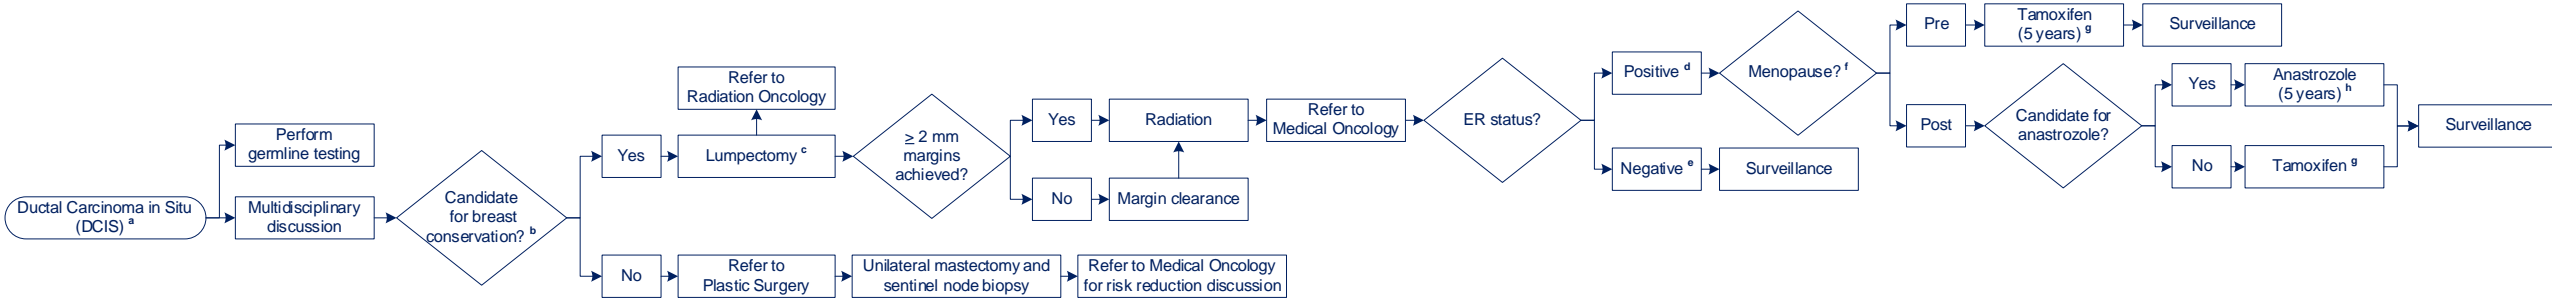 Ductal Carcinoma in Situ
(DCIS) a
Perform
germline testing
Multidisciplinary
discussion
Candidate
for breast
conservation? b
Yes
Lumpectomy c
Refer to
Radiation Oncology
≥ 2 mm
margins
achieved?
Yes
Radiation
No
Margin clearance
Refer to
Medical Oncology
ER status?
Positive d
Menopause? f
Pre
Tamoxifen
(5 years) g
Surveillance
Post
Candidate for
anastrozole?
Yes
Anastrozole
(5 years) h
No
Tamoxifen g
Surveillance
Negative e
Surveillance
No
Refer to
Plastic Surgery
Unilateral mastectomy and
sentinel node biopsy
Refer to Medical Oncology
for risk reduction discussion